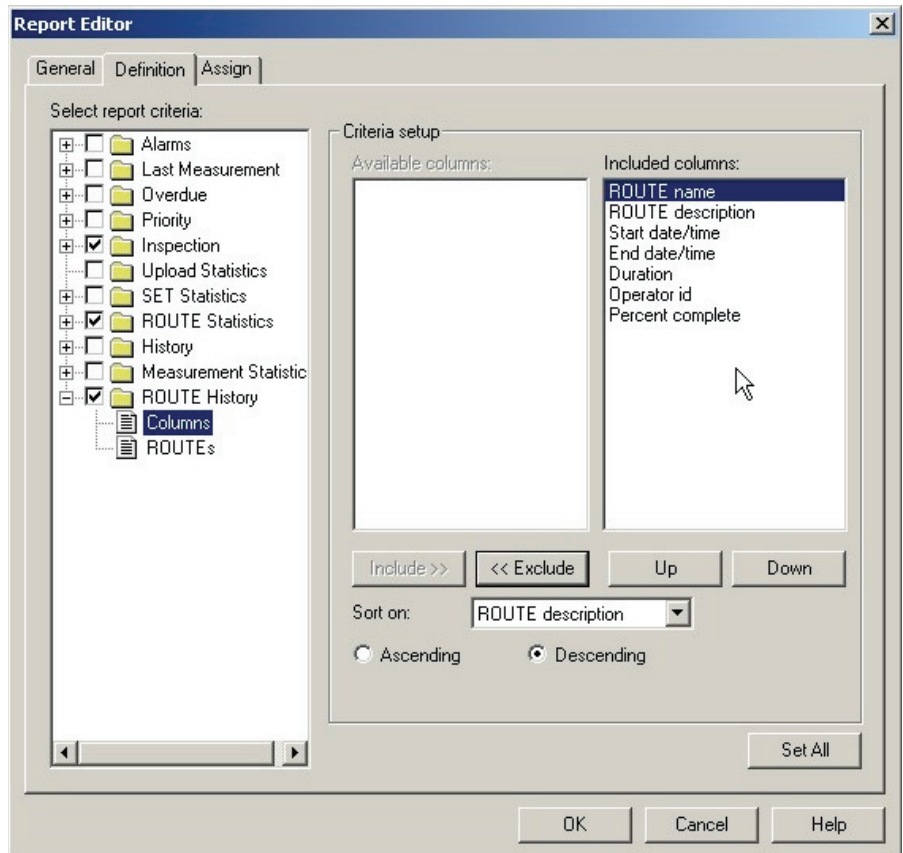 Report Editor
General Definition Assign
Select report criteria:
Alarms
Last Measurement
Overdue
Priority
Inspection
Upload Statistics
SET Statistics
ROUTE Statistics
History
Measurement Statistic
ROUTE History
Columns
ROUTEs
Criteria setup
Available columns:
Included columns:
ROUTE name
ROUTE description
Start date/time
End date/time
Duration
Operator id
Percent complete
Include >> << Exclude Up Down
Sort on: ROUTE description
Ascending Descending
Set All
OK Cancel Help